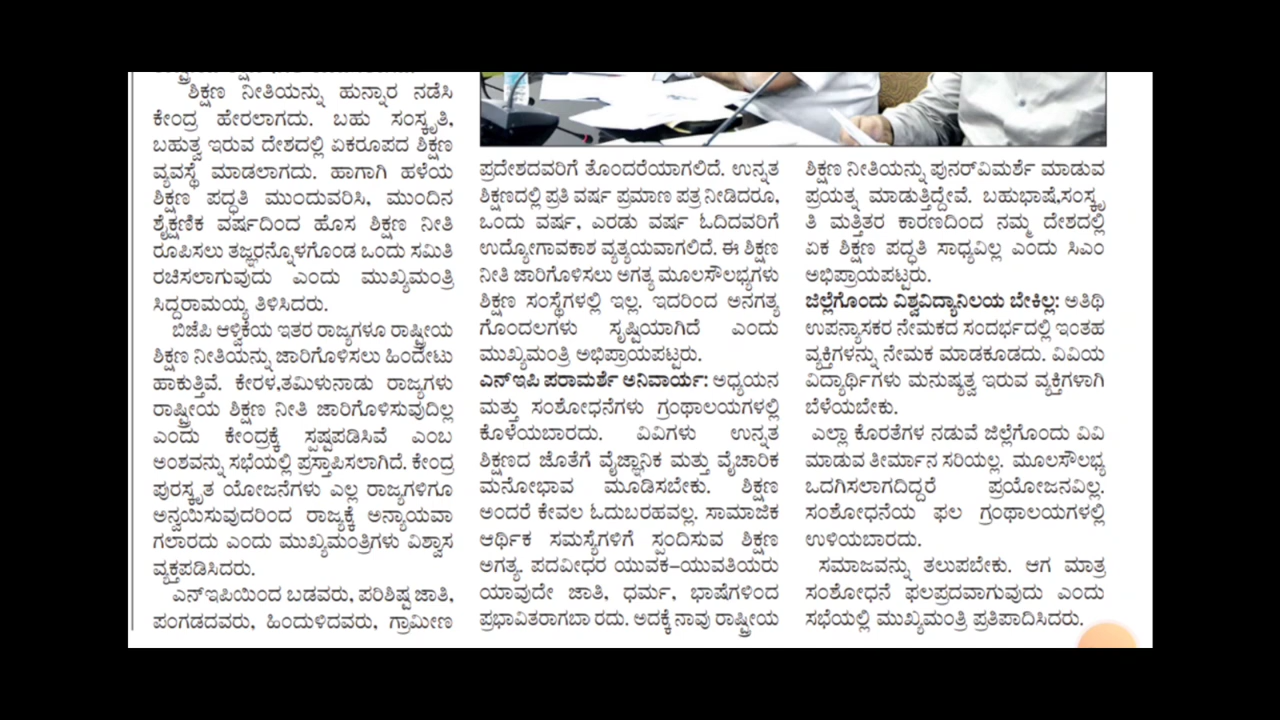 ಶಿಕ್ಷಣ ನೀತಿಯನ್ನು ಹುನ್ನಾರ ನಡೆಸಿ
ಕೇಂದ್ರ ಹೇರಲಾಗದು. ಬಹು ಸಂಸ್ಕೃತಿ,
ಬಹುತ್ವ ಇರುವ ದೇಶದಲ್ಲಿ ಏಕರೂಪದ ಶಿಕ್ಷಣ
ವ್ಯವಸ್ಥೆ ಮಾಡಲಾಗದು. ಹಾಗಾಗಿ ಹಳೆಯ
ಶಿಕ್ಷಣ ಪದ್ಧತಿ ಮುಂದುವರಿಸಿ, ಮುಂದಿನ
ಶೈಕ್ಷಣಿಕ ವರ್ಷದಿಂದ ಹೊಸ ಶಿಕ್ಷಣ ನೀತಿ
ರೂಪಿಸಲು ತಜ್ಞರನ್ನೊಳಗೊಂಡ ಒಂದು ಸಮಿತಿ
ರಚಿಸಲಾಗುವುದು ಎಂದು ಮುಖ್ಯಮಂತ್ರಿ
ಸಿದ್ದರಾಮಯ್ಯ ತಿಳಿಸಿದರು.
ಬಿಜೆಪಿ ಆಳ್ವಿಕೆಯ ಇತರ ರಾಜ್ಯಗಳೂ ರಾಷ್ಟ್ರೀಯ
ಶಿಕ್ಷಣ ನೀತಿಯನ್ನು ಜಾರಿಗೊಳಿಸಲು ಹಿಂದೇಟು
ಹಾಕುತ್ತಿವೆ. ಕೇರಳ,ತಮಿಳುನಾಡು ರಾಜ್ಯಗಳು
ರಾಷ್ಟ್ರೀಯ ಶಿಕ್ಷಣ ನೀತಿ ಜಾರಿಗೊಳಿಸುವುದಿಲ್ಲ
ಎಂದು ಕೇಂದ್ರಕ್ಕೆ ಸ್ಪಷ್ಟಪಡಿಸಿವೆ ಎಂಬ
ಅಂಶವನ್ನು ಸಭೆಯಲ್ಲಿ ಪ್ರಸ್ತಾಪಿಸಲಾಗಿದೆ. ಕೇಂದ್ರ
ಪುರಸ್ಕೃತ ಯೋಜನೆಗಳು ಎಲ್ಲ ರಾಜ್ಯಗಳಿಗೂ
ಅನ್ವಯಿಸುವುದರಿಂದ ರಾಜ್ಯಕ್ಕೆ ಅನ್ಯಾಯವಾ
ಗಲಾರದು ಎಂದು ಮುಖ್ಯಮಂತ್ರಿಗಳು ವಿಶ್ವಾಸ
ವ್ಯಕ್ತಪಡಿಸಿದರು.
ಎನ್‌ಇಪಿಯಿಂದ ಬಡವರು, ಪರಿಶಿಷ್ಟ ಜಾತಿ,
ಪಂಗಡದವರು, ಹಿಂದುಳಿದವರು, ಗ್ರಾಮೀಣ
ಪ್ರದೇಶದವರಿಗೆ ತೊಂದರೆಯಾಗಲಿದೆ. ಉನ್ನತ
ಶಿಕ್ಷಣದಲ್ಲಿ ಪ್ರತಿ ವರ್ಷ ಪ್ರಮಾಣ ಪತ್ರ ನೀಡಿದರೂ,
ಒಂದು ವರ್ಷ, ಎರಡು ವರ್ಷ ಓದಿದವರಿಗೆ
ಉದ್ಯೋಗಾವಕಾಶ ವ್ಯತ್ಯಯವಾಗಲಿದೆ. ಈ ಶಿಕ್ಷಣ
ನೀತಿ ಜಾರಿಗೊಳಿಸಲು ಅಗತ್ಯ ಮೂಲಸೌಲಭ್ಯಗಳು
ಶಿಕ್ಷಣ ಸಂಸ್ಥೆಗಳಲ್ಲಿ ಇಲ್ಲ. ಇದರಿಂದ ಅನಗತ್ಯ
ಗೊಂದಲಗಳು ಸೃಷ್ಟಿಯಾಗಿದೆ ಎಂದು
ಮುಖ್ಯಮಂತ್ರಿ ಅಭಿಪ್ರಾಯಪಟ್ಟರು.
ಎನ್‌ಇಪಿ ಪರಾಮರ್ಶೆ ಅನಿವಾರ್ಯ: ಅಧ್ಯಯನ
ಮತ್ತು ಸಂಶೋಧನೆಗಳು ಗ್ರಂಥಾಲಯಗಳಲ್ಲಿ
ಕೊಳೆಯಬಾರದು. ವಿವಿಗಳು ಉನ್ನತ
ಶಿಕ್ಷಣದ ಜೊತೆಗೆ ವೈಜ್ಞಾನಿಕ ಮತ್ತು ವೈಚಾರಿಕ
ಮನೋಭಾವ ಮೂಡಿಸಬೇಕು. ಶಿಕ್ಷಣ
ಅಂದರೆ ಕೇವಲ ಓದುಬರಹವಲ್ಲ. ಸಾಮಾಜಿಕ
ಆರ್ಥಿಕ ಸಮಸ್ಯೆಗಳಿಗೆ ಸ್ಪಂದಿಸುವ ಶಿಕ್ಷಣ
ಅಗತ್ಯ. ಪದವೀಧರ ಯುವಕ–ಯುವತಿಯರು
ಯಾವುದೇ ಜಾತಿ, ಧರ್ಮ, ಭಾಷೆಗಳಿಂದ
ಪ್ರಭಾವಿತರಾಗಬಾ ರದು. ಅದಕ್ಕೆ ನಾವು ರಾಷ್ಟ್ರೀಯ
ಶಿಕ್ಷಣ ನೀತಿಯನ್ನು ಪುನರ್‌ವಿಮರ್ಶೆ ಮಾಡುವ
ಪ್ರಯತ್ನ ಮಾಡುತ್ತಿದ್ದೇವೆ. ಬಹುಭಾಷೆ,ಸಂಸ್ಕೃ
ತಿ ಮತ್ತಿತರ ಕಾರಣದಿಂದ ನಮ್ಮ ದೇಶದಲ್ಲಿ
ಏಕ ಶಿಕ್ಷಣ ಪದ್ಧತಿ ಸಾಧ್ಯವಿಲ್ಲ ಎಂದು ಸಿಎಂ
ಅಭಿಪ್ರಾಯಪಟ್ಟರು.
ಜಿಲ್ಲೆಗೊಂದು ವಿಶ್ವವಿದ್ಯಾನಿಲಯ ಬೇಕಿಲ್ಲ: ಅತಿಥಿ
ಉಪನ್ಯಾಸಕರ ನೇಮಕದ ಸಂದರ್ಭದಲ್ಲಿ ಇಂತಹ
ವ್ಯಕ್ತಿಗಳನ್ನು ನೇಮಕ ಮಾಡಕೂಡದು. ವಿವಿಯ
ವಿದ್ಯಾರ್ಥಿಗಳು ಮನುಷ್ಯತ್ವ ಇರುವ ವ್ಯಕ್ತಿಗಳಾಗಿ
ಬೆಳೆಯಬೇಕು.
ಎಲ್ಲಾ ಕೊರತೆಗಳ ನಡುವೆ ಜಿಲ್ಲೆಗೊಂದು ವಿವಿ
ಮಾಡುವ ತೀರ್ಮಾನ ಸರಿಯಲ್ಲ. ಮೂಲಸೌಲಭ್ಯ
ಒದಗಿಸಲಾಗದಿದ್ದರೆ ಪ್ರಯೋಜನವಿಲ್ಲ.
ಸಂಶೋಧನೆಯ ಫಲ ಗ್ರಂಥಾಲಯಗಳಲ್ಲಿ
ಉಳಿಯಬಾರದು.
ಸಮಾಜವನ್ನು ತಲುಪಬೇಕು. ಆಗ ಮಾತ್ರ
ಸಂಶೋಧನೆ ಫಲಪ್ರದವಾಗುವುದು ಎಂದು
ಸಭೆಯಲ್ಲಿ ಮುಖ್ಯಮಂತ್ರಿ ಪ್ರತಿಪಾದಿಸಿದರು.